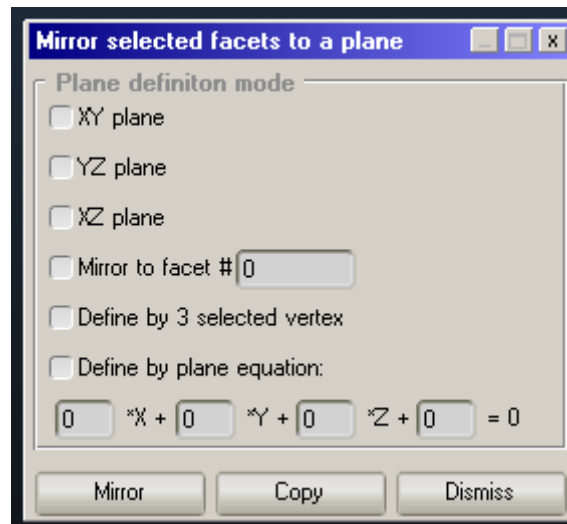 Mirror selected facets to a plane
Plane definiton mode
XY plane
YZ plane
XZ plane
Mirror to facet # 0
Define by 3 selected vertex
Define by plane equation:
0 *X + 0 *Y + 0 *Z + 0 = 0
Mirror Copy Dismiss